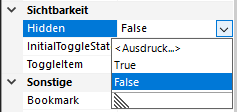 Sichtbarkeit
Hidden False
InitialToggleStat <Ausdruck...>
ToggleItem True
Sonstige False
Bookmark